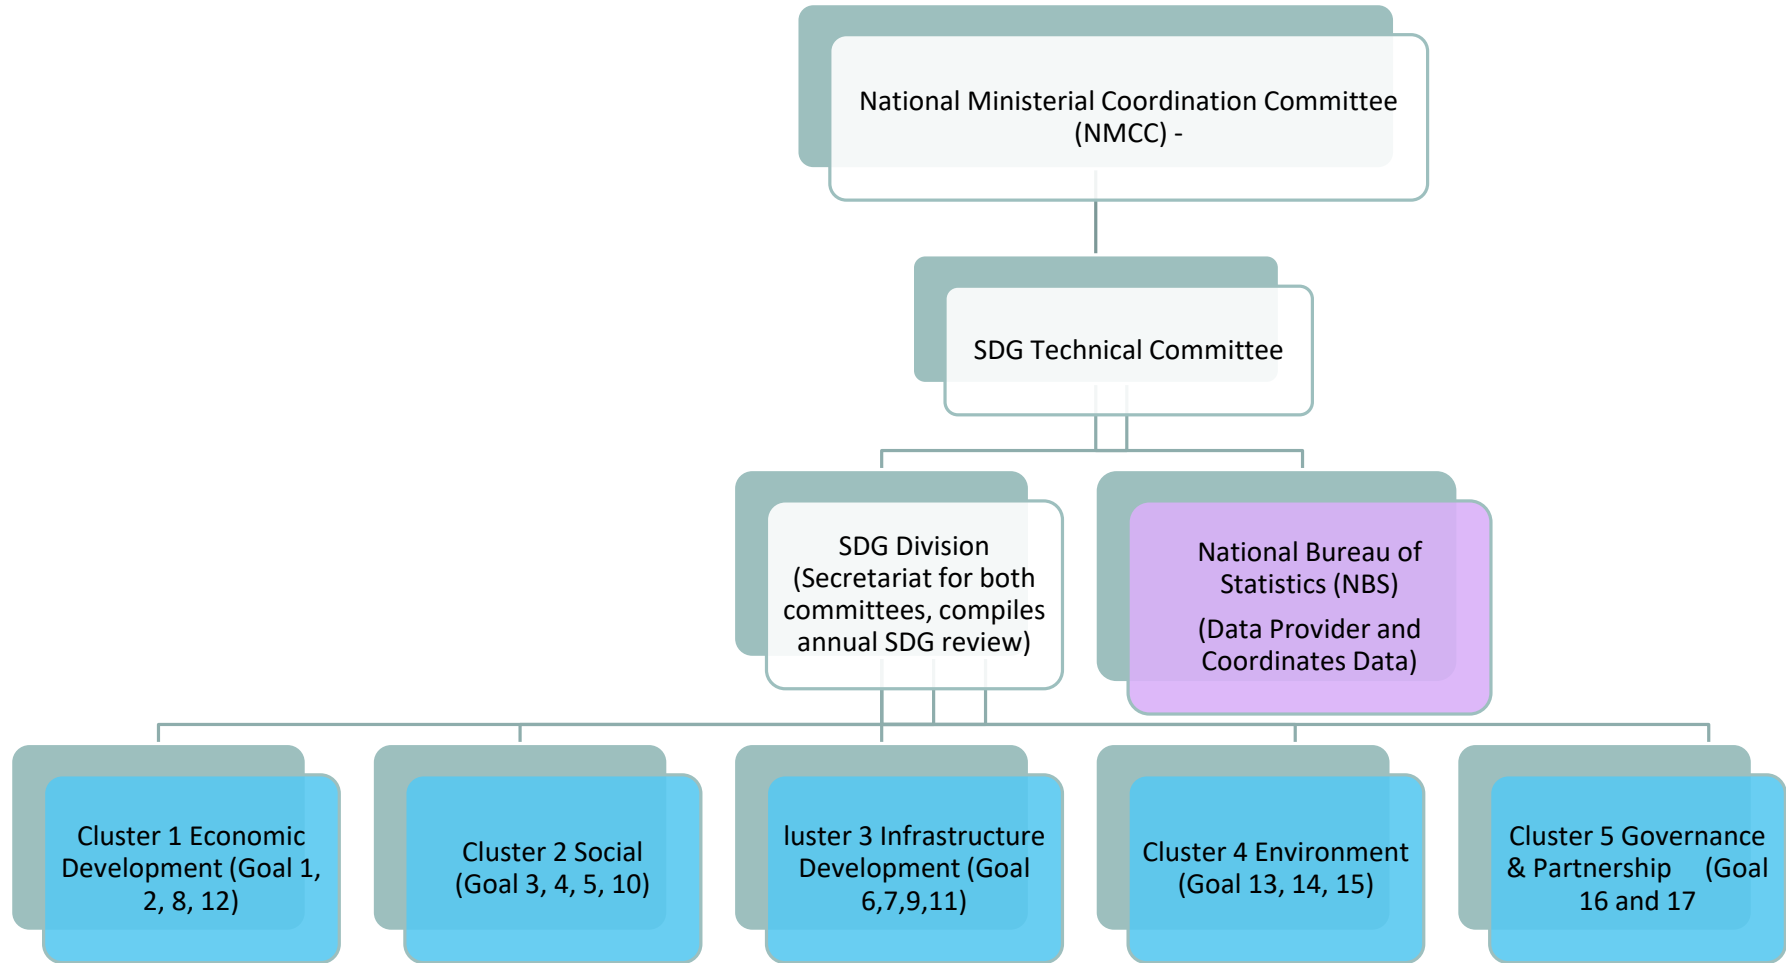 National Ministerial Coordination Committee
(NMCC) -
SDG Technical Committee
SDG Division
(Secretariat for both
committees, compiles
annual SDG review)
National Bureau of
Statistics (NBS)
(Data Provider and
Coordinates Data)
Cluster 1 Economic
Development (Goal 1,
2, 8, 12)
Cluster 2 Social
(Goal 3, 4, 5, 10)
luster 3 Infrastructure
Development (Goal
6,7,9,11)
Cluster 4 Environment
(Goal 13, 14, 15)
Cluster 5 Governance
& Partnership (Goal
16 and 17